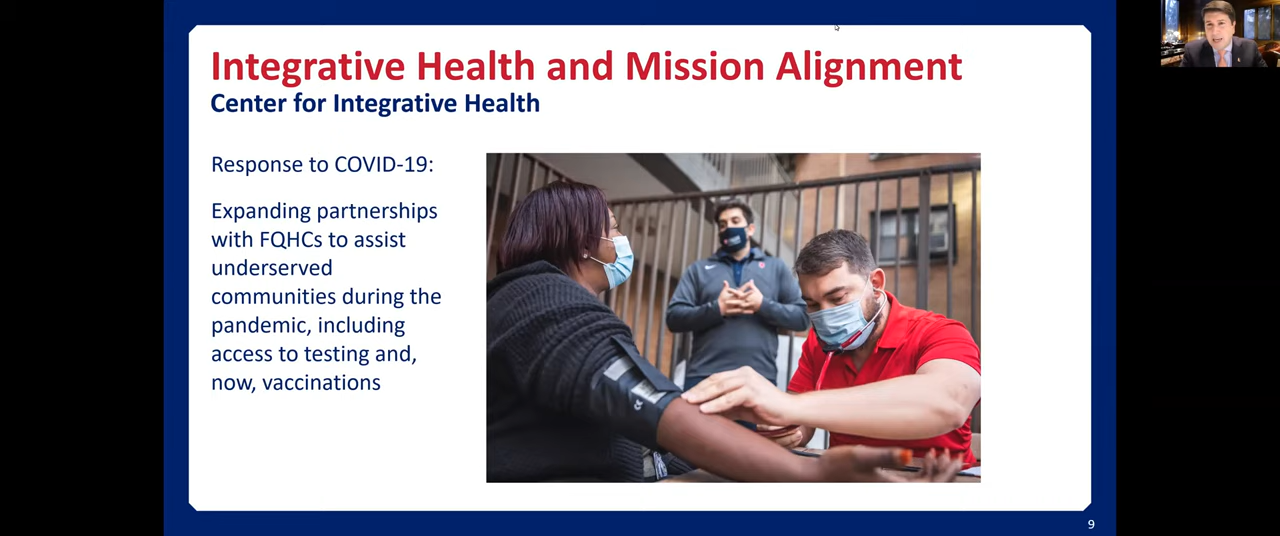 Integrative Health and Mission Alignment
Center for Integrative Health
Response to COVID-19:
Expanding partnerships
with FQHCs to assist
underserved
communities during the
pandemic, including
access to testing and,
now, vaccinations
9